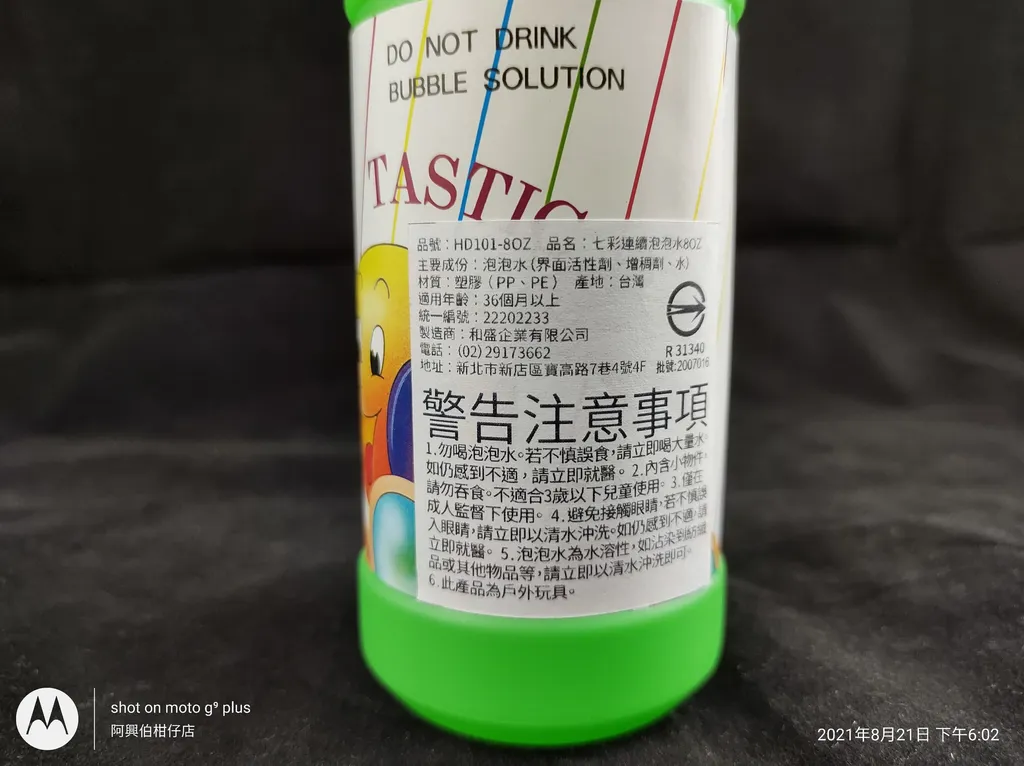 DO NOT DRINK
BUBBLE SOLUTION
TASTIC
品號：HD101-8OZ 品名：七彩連續泡泡水8OZ
主要成份：泡泡水（界面活性劑、增稠劑、水）
材質：塑膠（PP、PE） 產地：台灣
適用年齡：36個月以上
統一編號：22202233
製造商：和盛企業有限公司
電話：(02)29173662
地址：新北市新店區寶高路7巷4號4F
R 31340
批號:2007016
警告注意事項
1.勿喝泡泡水。若不慎誤食，請立即喝大量水。
如仍感到不適，請立即就醫。 2.內含小物件，
請勿吞食。不適合3歲以下兒童使用。3.僅在
成人監督下使用。 4.避免接觸眼睛，若不慎誤
入眼睛，請立即以清水沖洗。如仍感到不適，請
立即就醫。 5.泡泡水為水溶性，如沾染到紡織
品或其他物品等，請立即以清水沖洗即可。
6.此產品為戶外玩具。
shot on moto g⁹ plus
阿興伯柑仔店
2021年8月21日 下午6:02